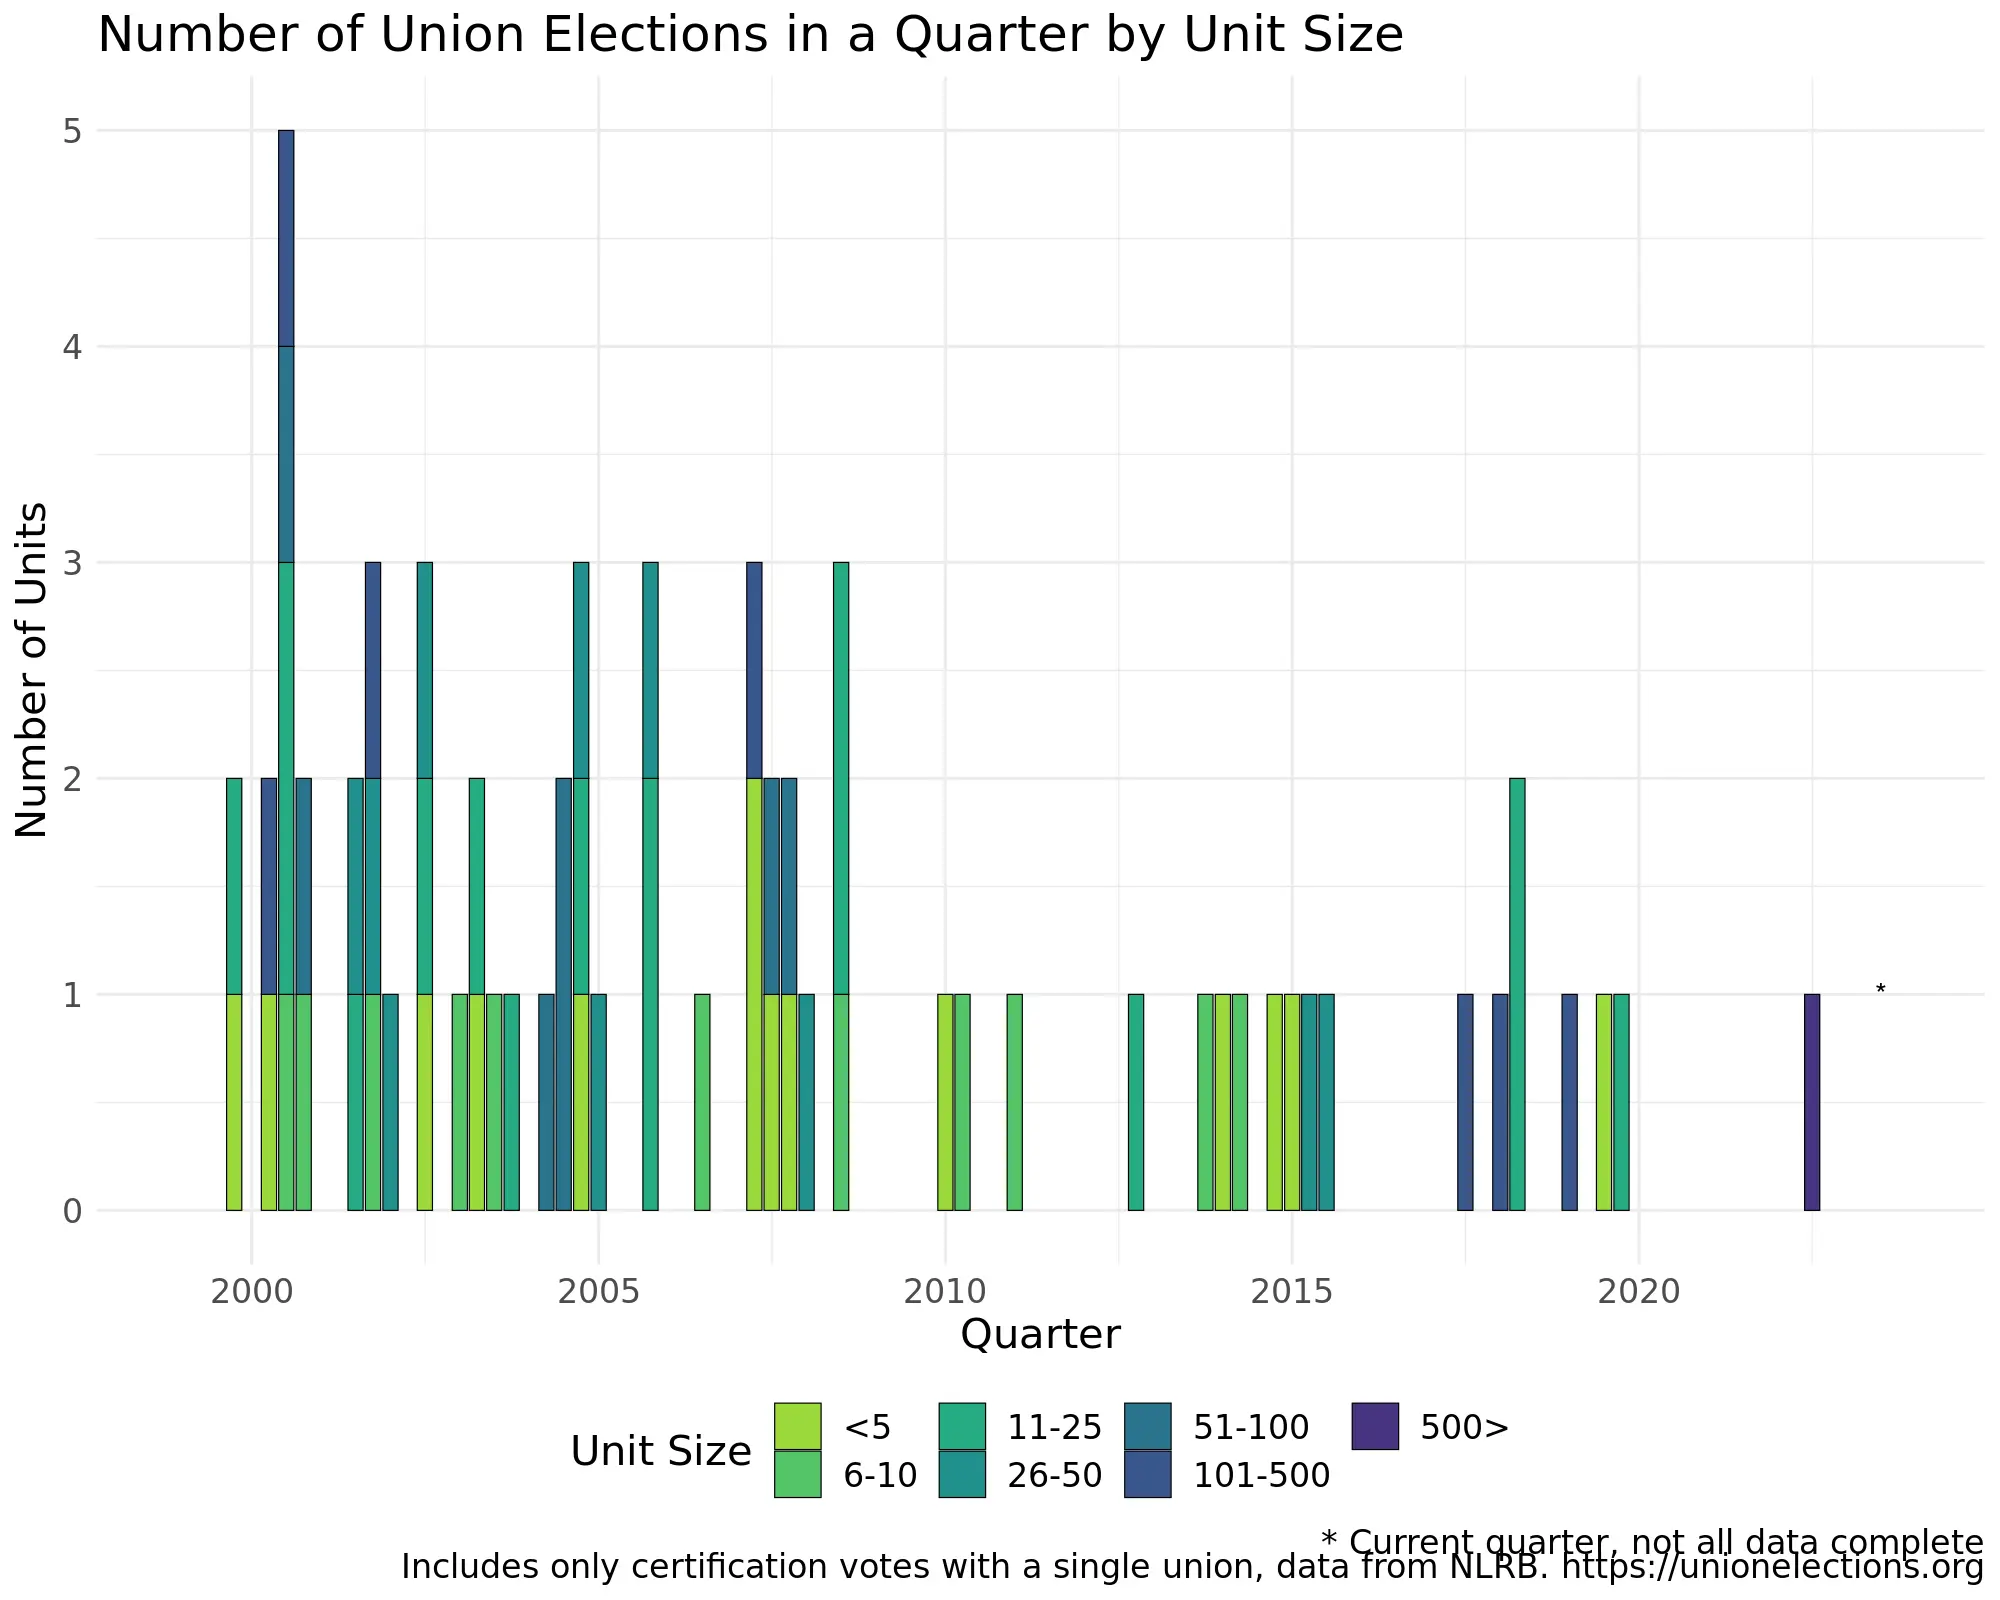 Number of Union Elections in a Quarter by Unit Size
Number of Units
5
4
3
2
1
0
*
2000 2005 2010 2015 2020
Quarter
Unit Size
<5 11-25 51-100 500>
6-10 26-50 101-500
* Current quarter, not all data complete
Includes only certification votes with a single union, data from NLRB. https://unionelections.org